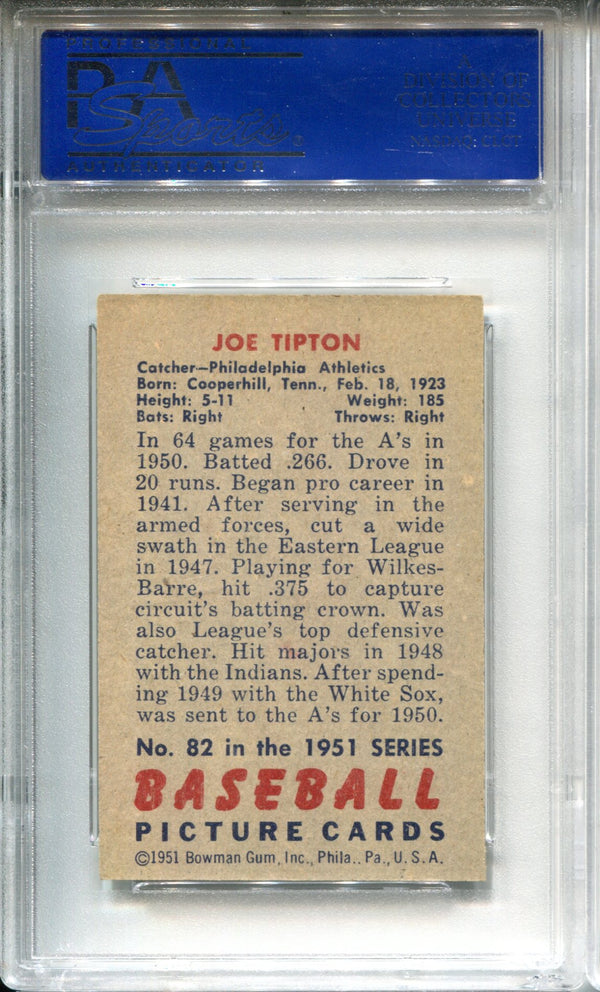 PROFESSIONAL
PSA
Sports
AUTHENTICATOR
A
DIVISION OF
COLLECTORS
UNIVERSE
NASDAQ: CLCT
JOE TIPTON
Catcher—Philadelphia Athletics
Born: Cooperhill, Tenn., Feb. 18, 1923
Height: 5-11 Weight: 185
Bats: Right Throws: Right
In 64 games for the A's in
1950. Batted .266. Drove in
20 runs. Began pro career in
1941. After serving in the
armed forces, cut a wide
swath in the Eastern League
in 1947. Playing for Wilkes-
Barre, hit .375 to capture
circuit's batting crown. Was
also League's top defensive
catcher. Hit majors in 1948
with the Indians. After spend-
ing 1949 with the White Sox,
was sent to the A's for 1950.
No. 82 in the 1951 SERIES
BASEBALL
PICTURE CARDS
©1951 Bowman Gum, Inc., Phila.. Pa., U. S. A.